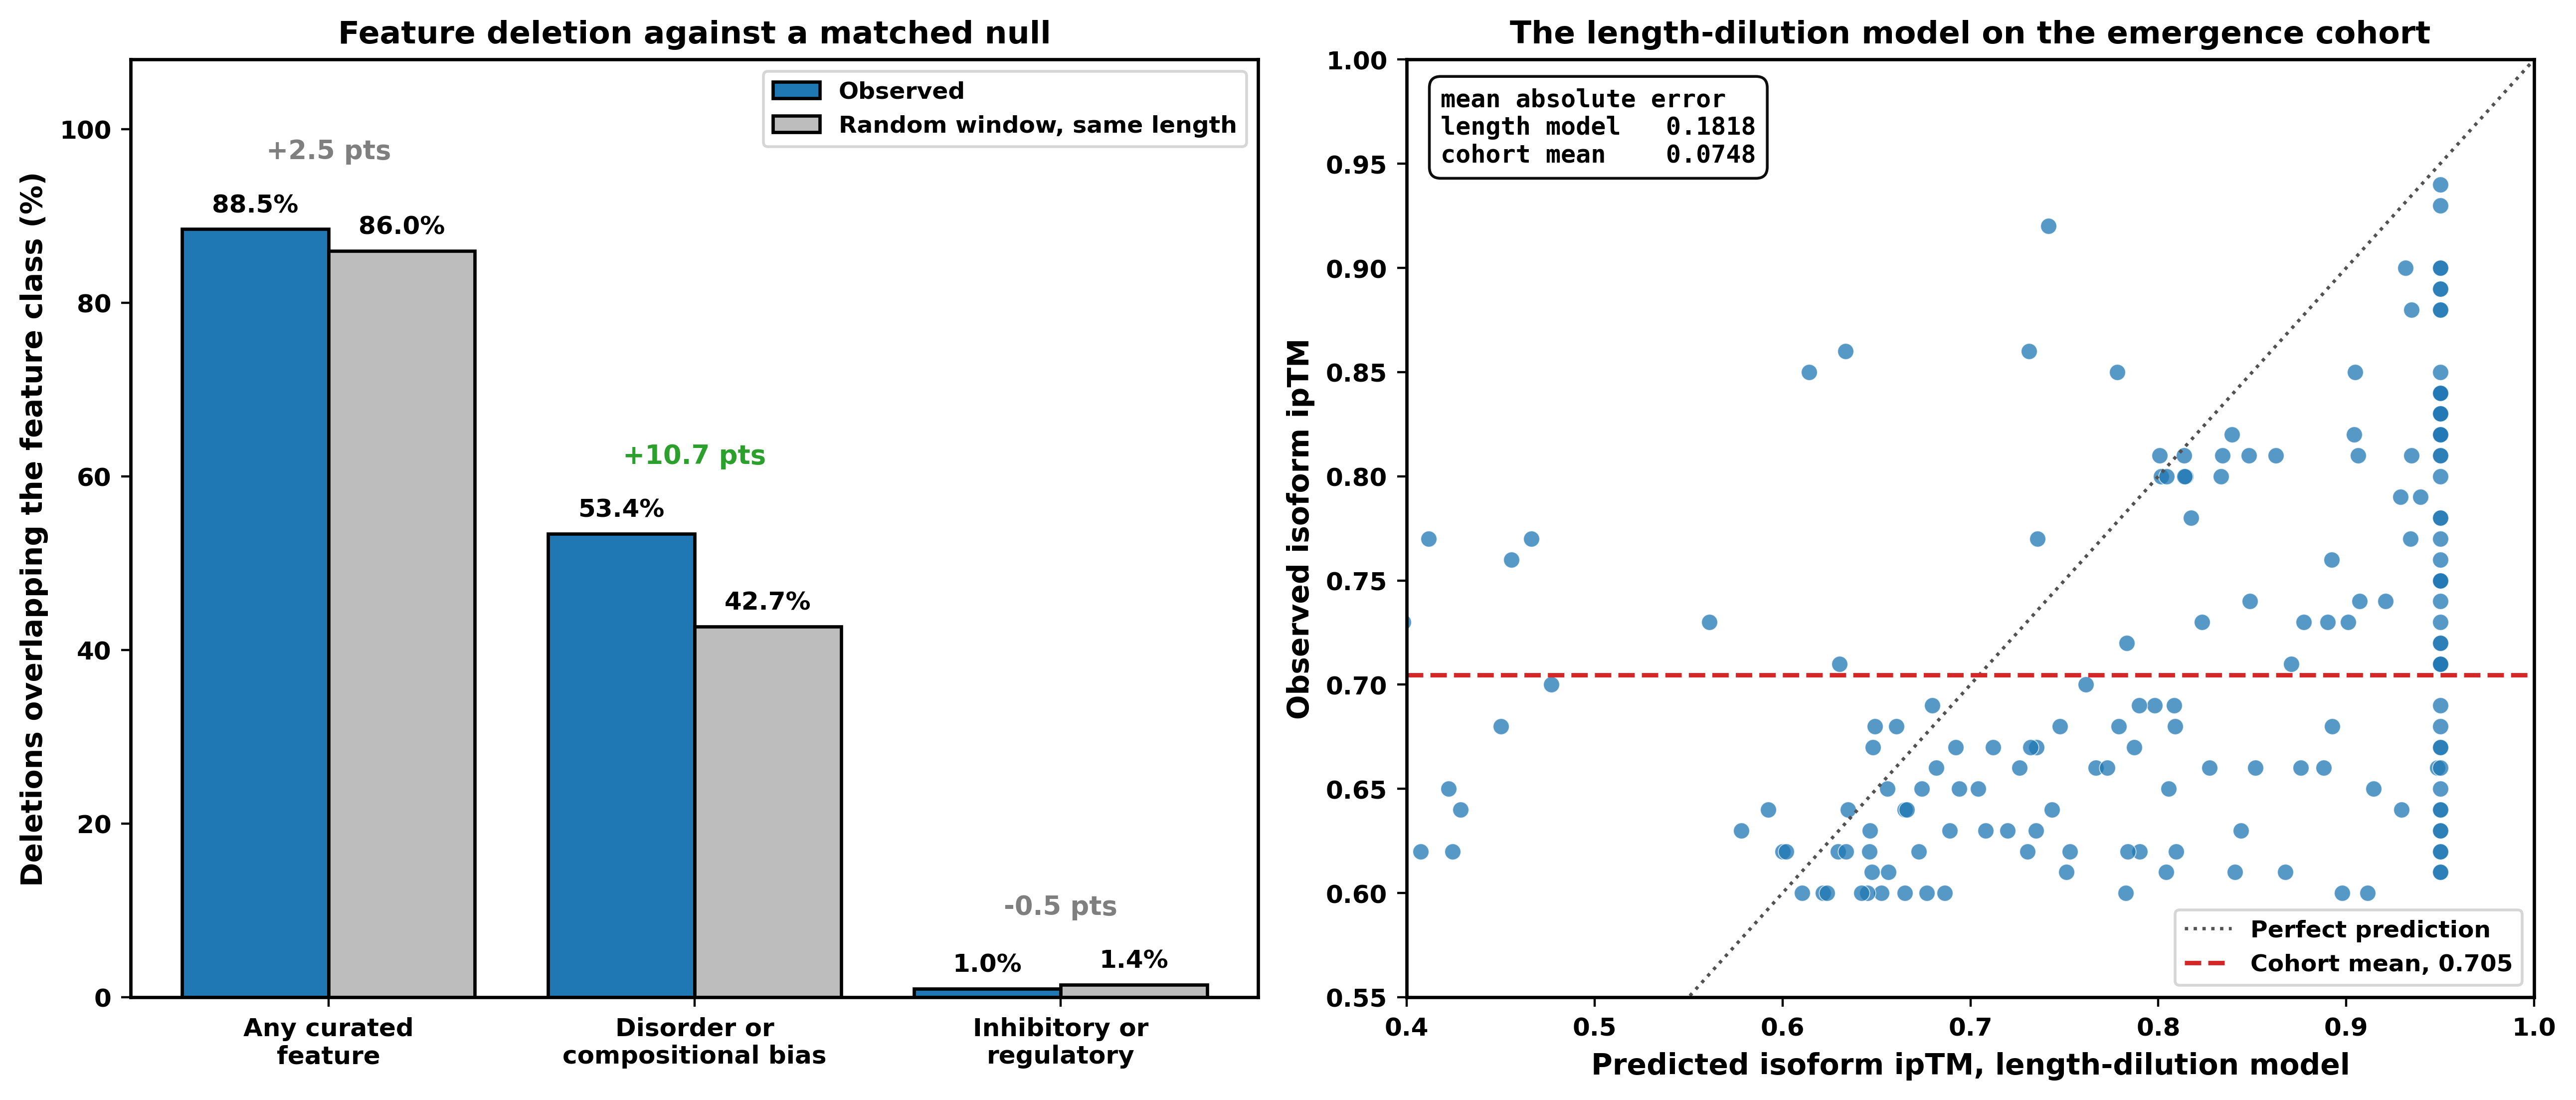 Feature deletion against a matched null
Deletions overlapping the feature class (%)
100
80
60
40
20
0
Observed
Random window, same length
+2.5 pts
88.5%
86.0%
+10.7 pts
53.4%
42.7%
-0.5 pts
1.0%
1.4%
Any curated
feature
Disorder or
compositional bias
Inhibitory or
regulatory
The length-dilution model on the emergence cohort
Observed isoform ipTM
1.00
0.95
0.90
0.85
0.80
0.75
0.70
0.65
0.60
0.55
mean absolute error
length model 0.1818
cohort mean 0.0748
Perfect prediction
Cohort mean, 0.705
0.4
0.5
0.6
0.7
0.8
0.9
1.0
Predicted isoform ipTM, length-dilution model